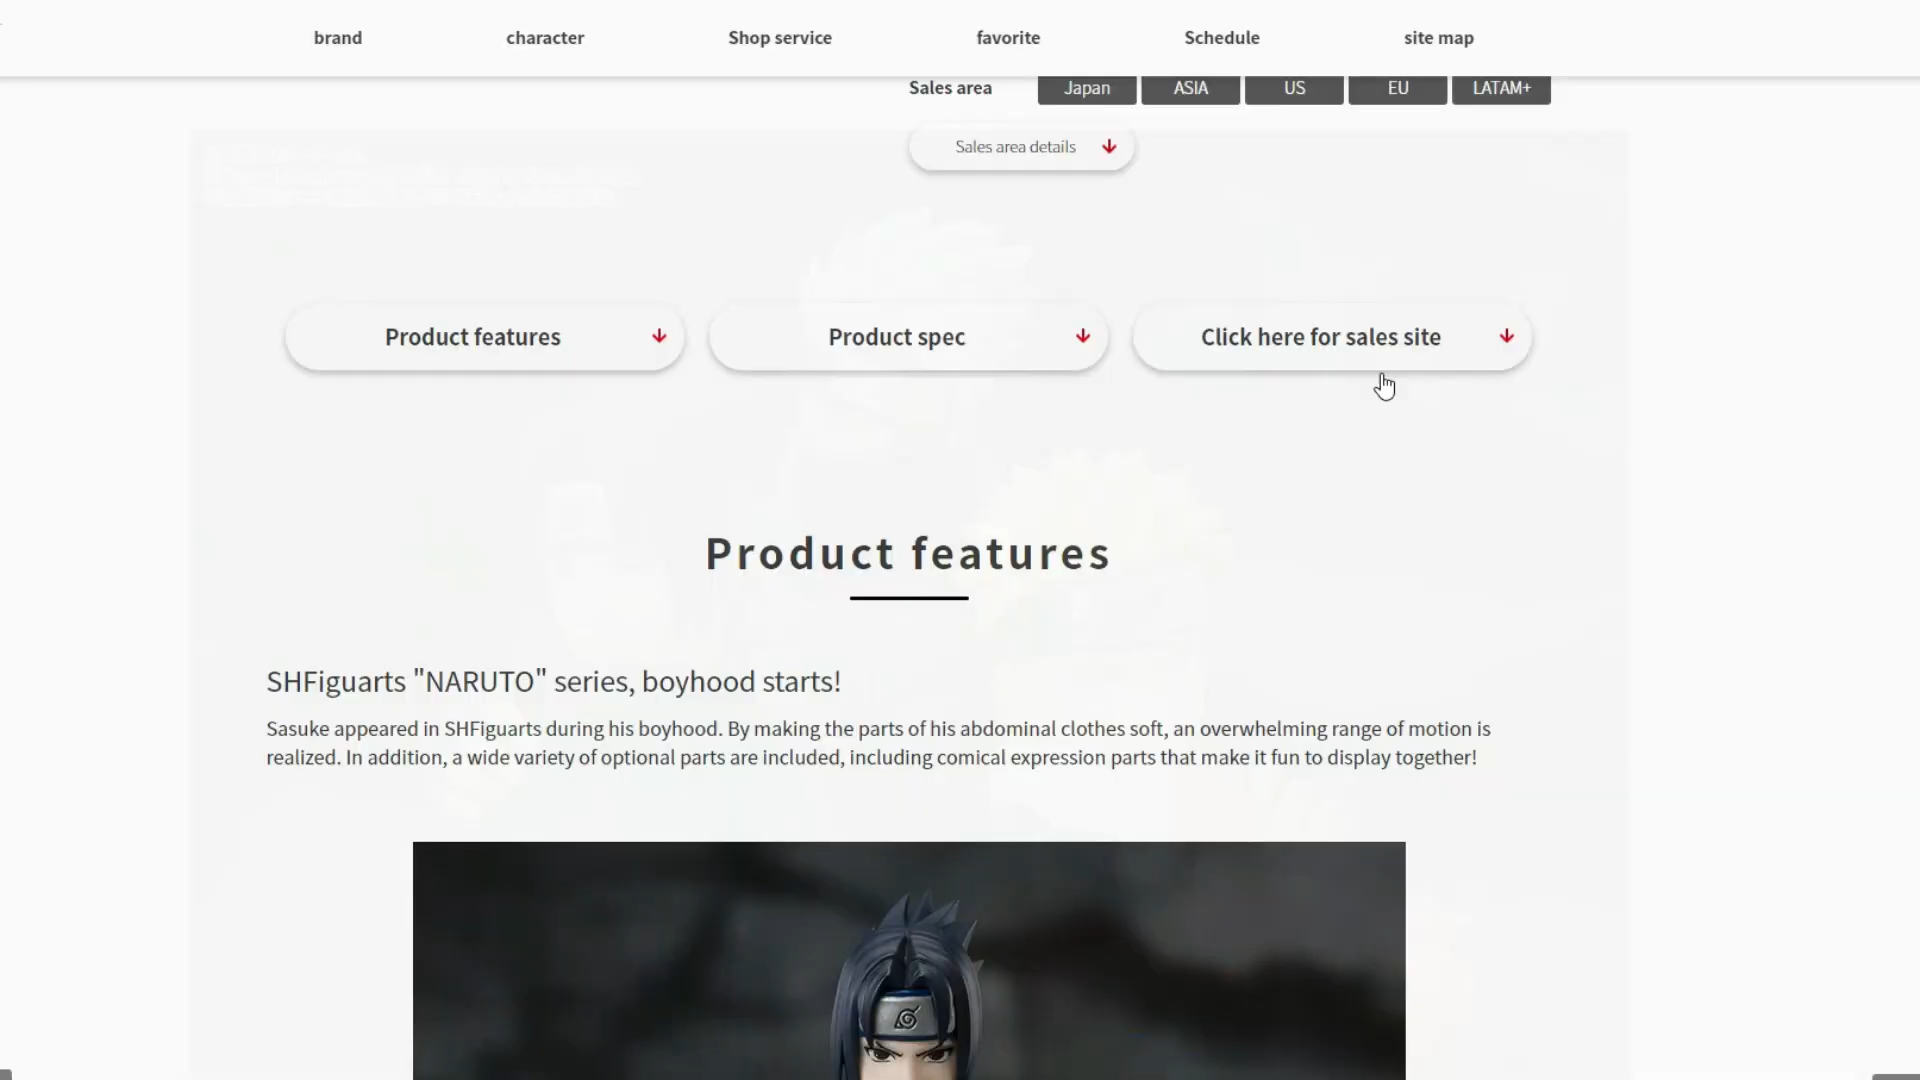 brand character Shop service favorite Schedule site map
Sales area Japan ASIA US EU LATAM+
Sales area details
Product features Product spec Click here for sales site
Product features
SHFiguarts "NARUTO" series, boyhood starts!
Sasuke appeared in SHFiguarts during his boyhood. By making the parts of his abdominal clothes soft, an overwhelming range of motion is
realized. In addition, a wide variety of optional parts are included, including comical expression parts that make it fun to display together!